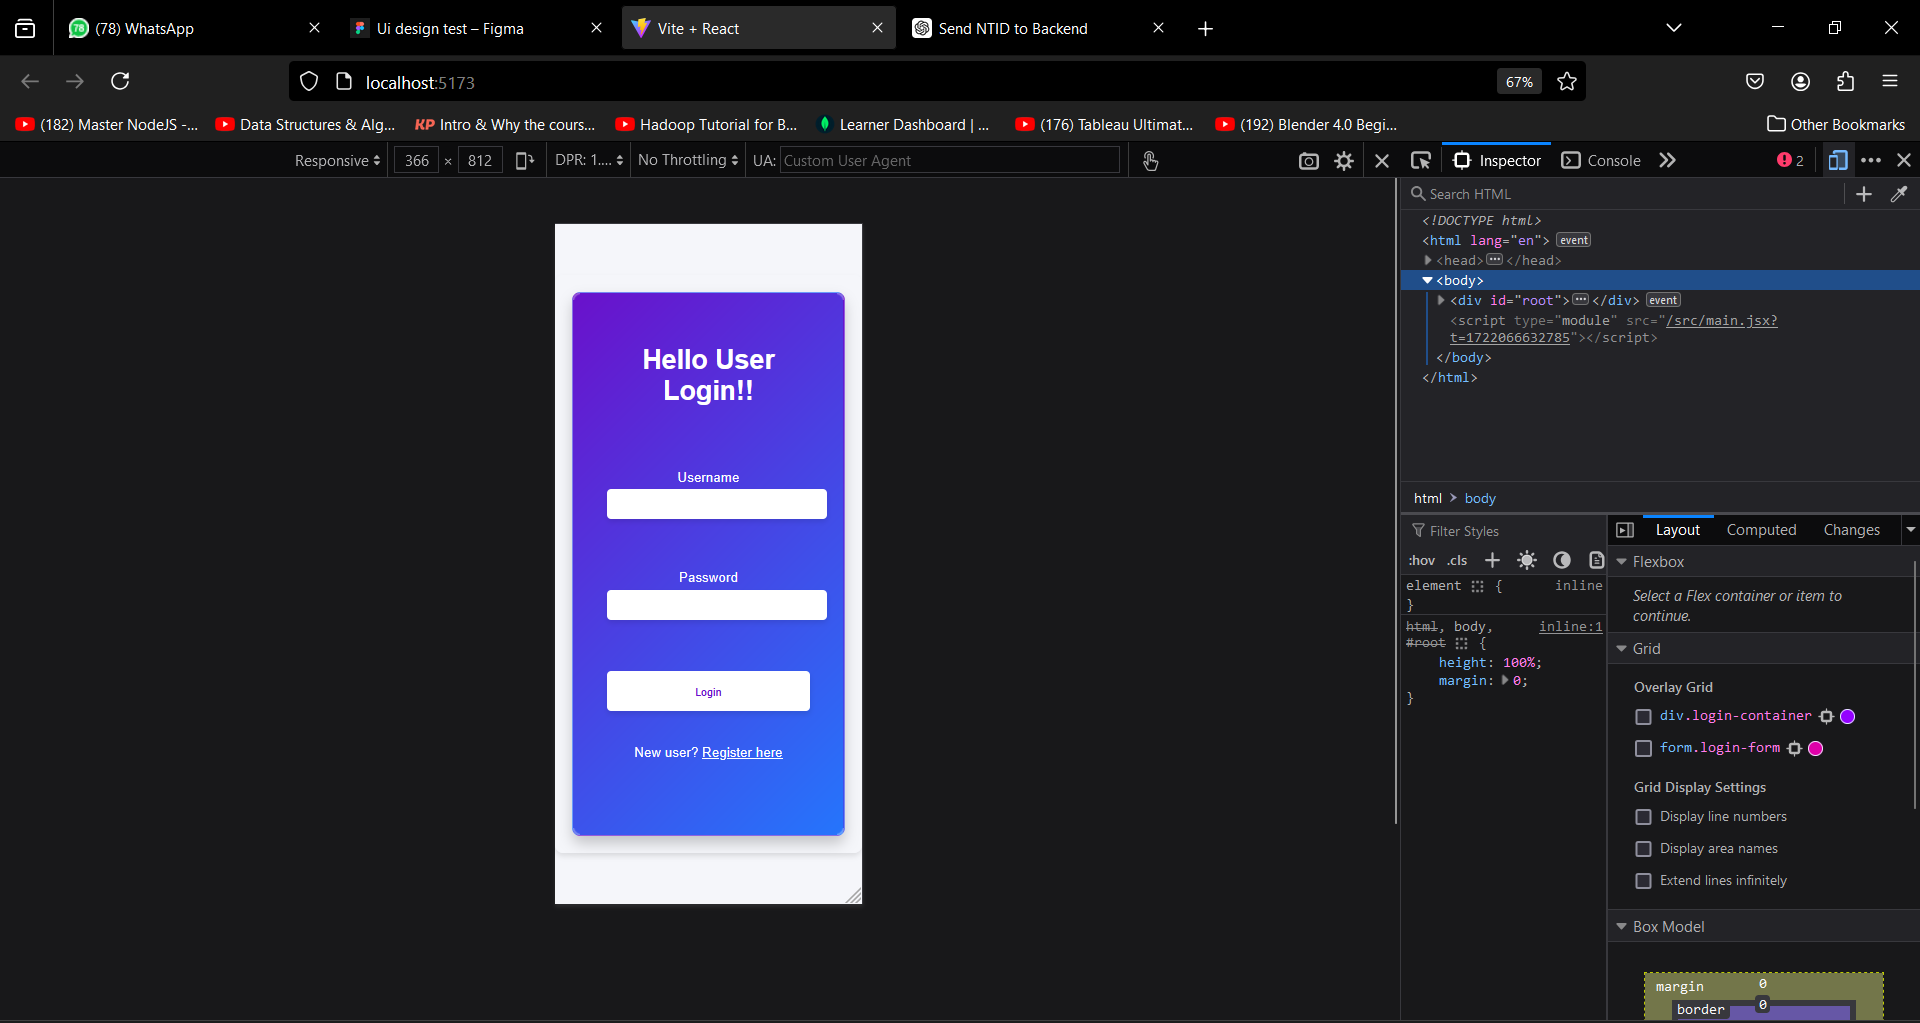 (78) WhatsApp
Ui design test – Figma
Vite + React
Send NTID to Backend
localhost:5173
67%
(182) Master NodeJS -...
Data Structures & Alg...
KP Intro & Why the cours...
Hadoop Tutorial for B...
Learner Dashboard | ...
(176) Tableau Ultimat...
(192) Blender 4.0 Begi...
Other Bookmarks
Responsive
366 × 812
DPR: 1....
No Throttling
UA: Custom User Agent
Inspector
Console
2
Search HTML
<!DOCTYPE html>
<html lang="en"> event
<head> ••• </head>
<body>
<div id="root"> ••• </div> event
<script type="module" src="/src/main.jsx?
t=1722066632785"></script>
</body>
</html>
html > body
Hello User
Login!!
Username
Password
Login
New user? Register here
Filter Styles
:hov .cls
element { inline
}
html, body, inline:1
#root {
height: 100%;
margin: 0;
}
Layout
Computed
Changes
Flexbox
Select a Flex container or item to
continue.
Grid
Overlay Grid
div.login-container
form.login-form
Grid Display Settings
Display line numbers
Display area names
Extend lines infinitely
Box Model
margin 0
border 0